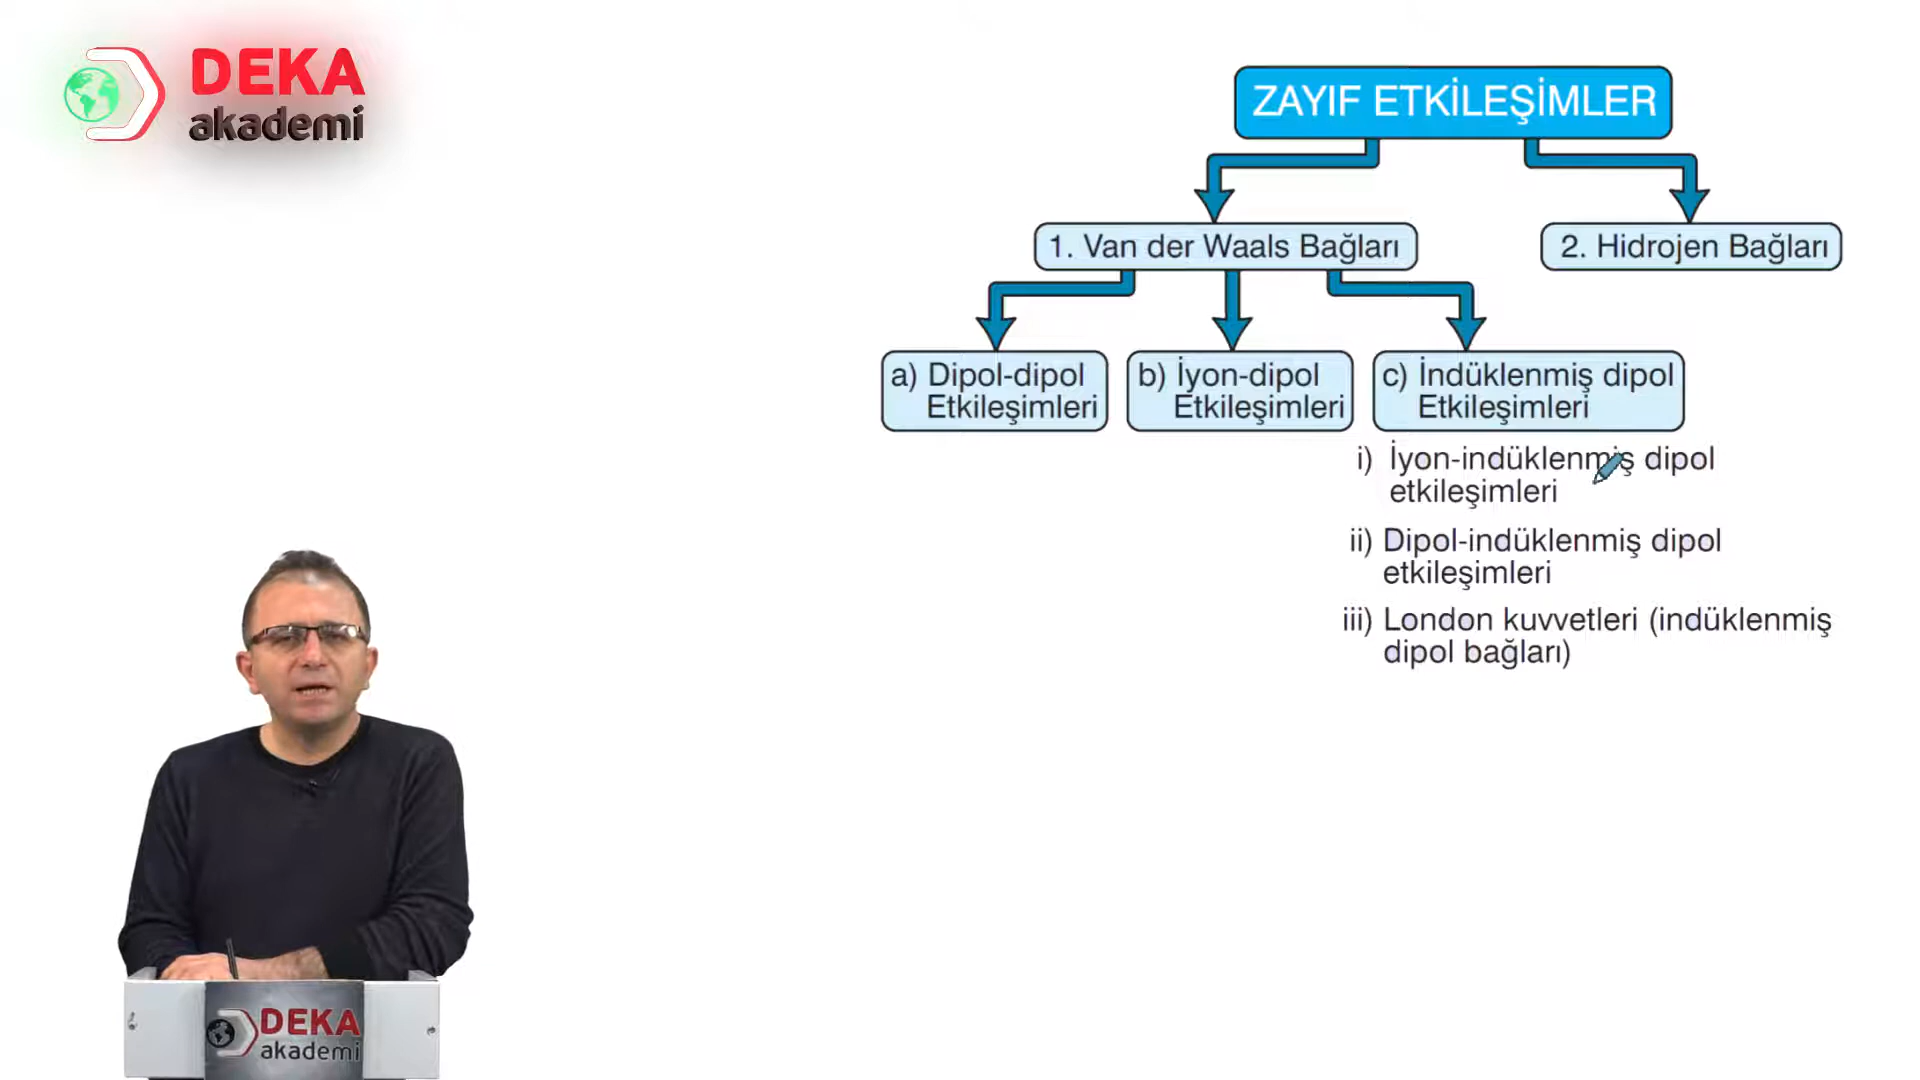 DEKA
akademi
ZAYIF ETKİLEŞİMLER
1. Van der Waals Bağları
2. Hidrojen Bağları
a) Dipol-dipol
Etkileşimleri
b) İyon-dipol
Etkileşimleri
c) İndüklenmiş dipol
Etkileşimleri
i) İyon-indüklenmiş dipol
etkileşimleri
ii) Dipol-indüklenmiş dipol
etkileşimleri
iii) London kuvvetleri (indüklenmiş
dipol bağları)
DEKA
akademi